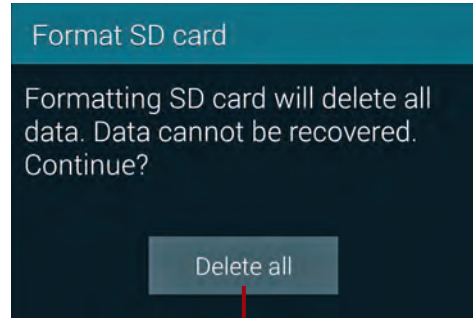 Format SD card
Formatting SD card will delete all
data. Data cannot be recovered.
Continue?
Delete all